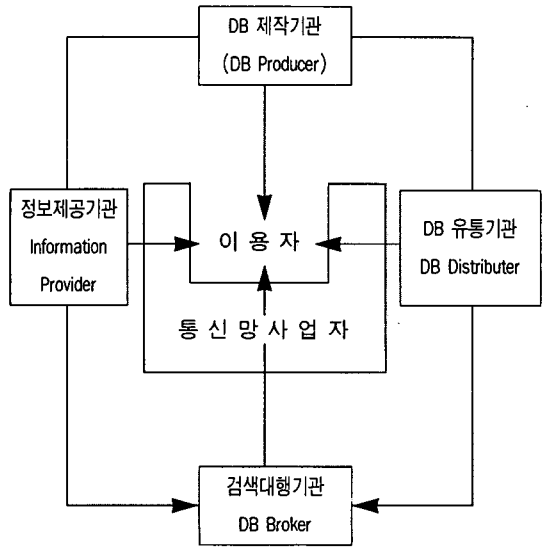 DB 제작기관
(DB Producer)
정보제공기관
Information
Provider
이 용 자
DB 유통기관
DB Distributer
통 신 망 사 업 자
검색대행기관
DB Broker